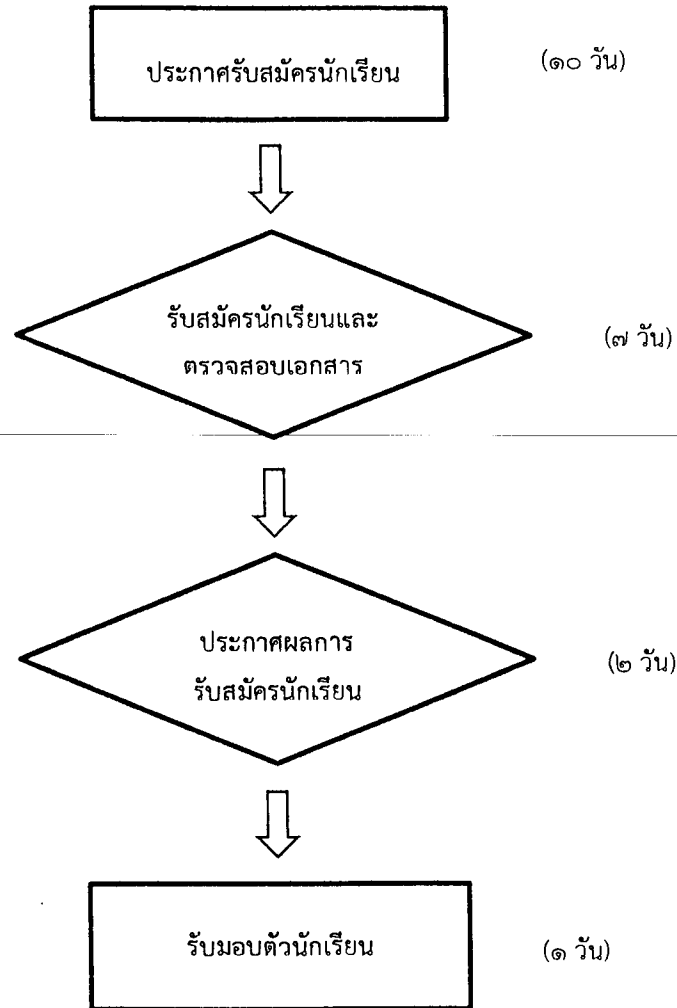 ประกาศรับสมัครนักเรียน
(๑๐ วัน)
รับสมัครนักเรียนและ
ตรวจสอบเอกสาร
(๗ วัน)
ประกาศผลการ
รับสมัครนักเรียน
(๒ วัน)
รับมอบตัวนักเรียน
(๑ วัน)